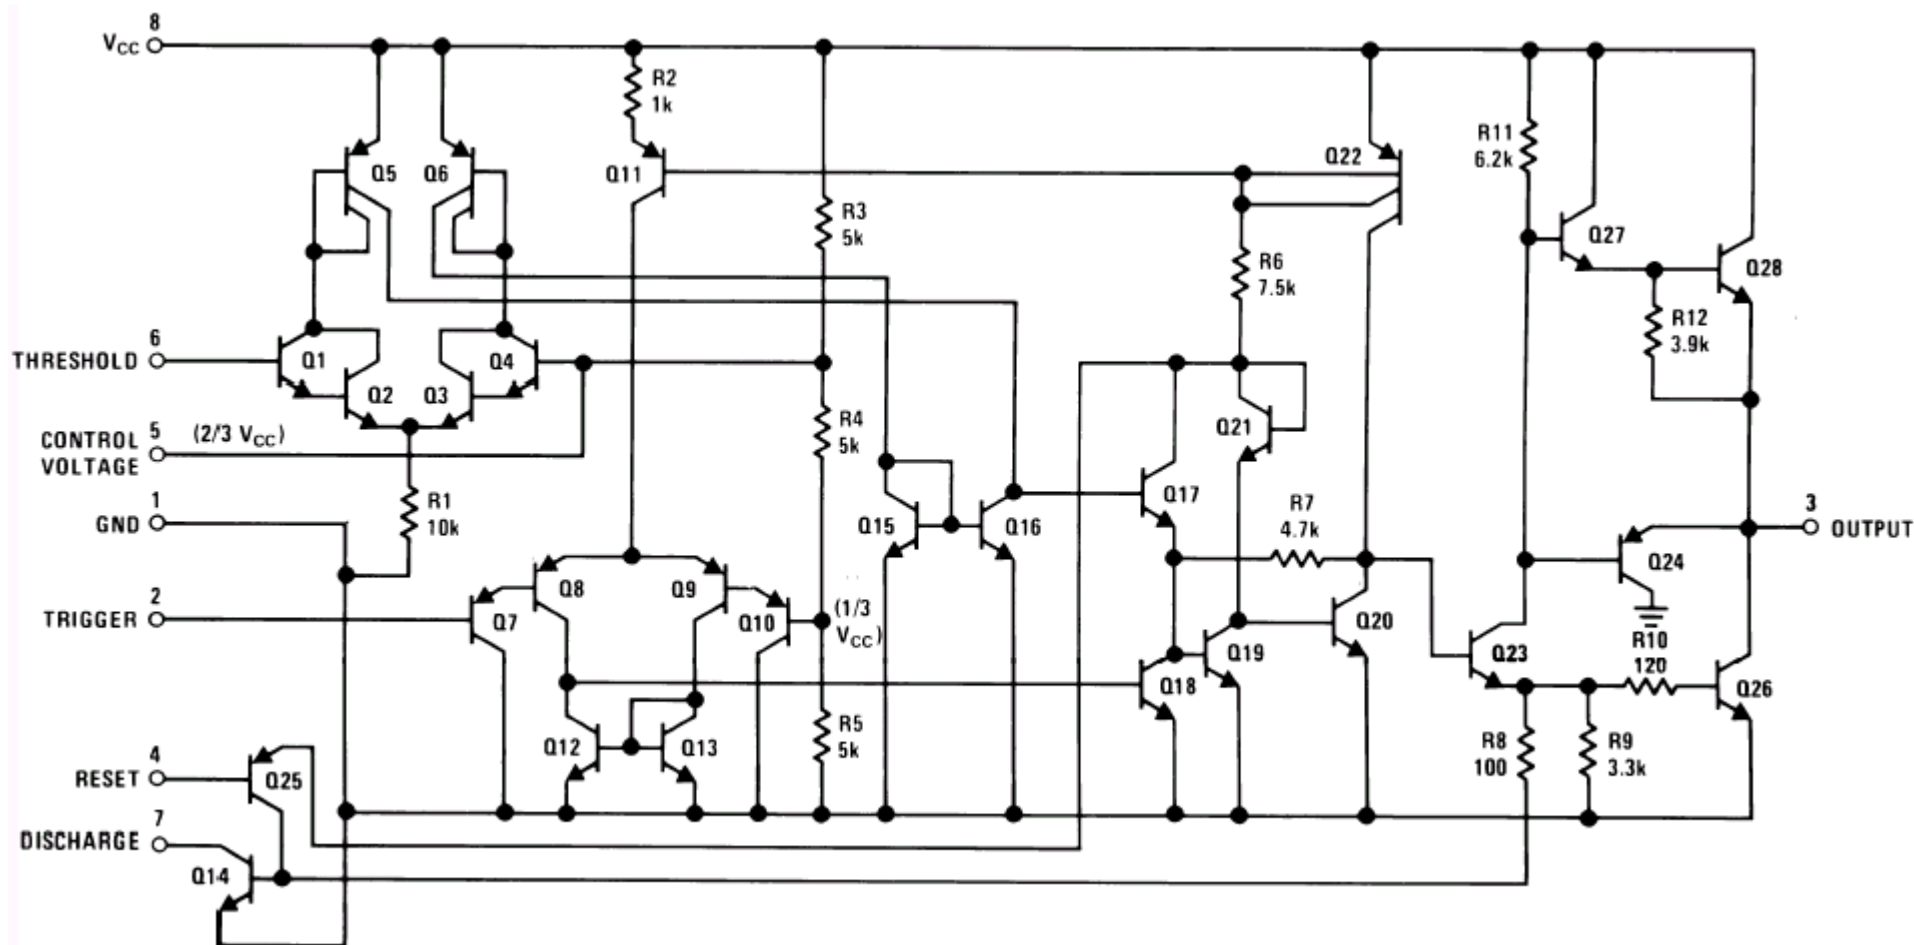 8
V_CC
R2
1k
Q5
Q6
Q11
Q22
R11
6.2k
Q27
Q28
R3
5k
R6
7.5k
R12
3.9k
6
THRESHOLD
Q1
Q4
Q2
Q3
R4
5k
Q21
CONTROL
VOLTAGE
5
(2/3 V_CC)
1
GND
R1
10k
Q15
Q16
Q17
R7
4.7k
3
OUTPUT
Q24
2
TRIGGER
Q7
Q8
Q9
Q10
(1/3
V_CC)
Q18
Q19
Q20
Q23
R10
120
Q26
Q12
Q13
R5
5k
R8
100
R9
3.3k
4
RESET
Q25
7
DISCHARGE
Q14